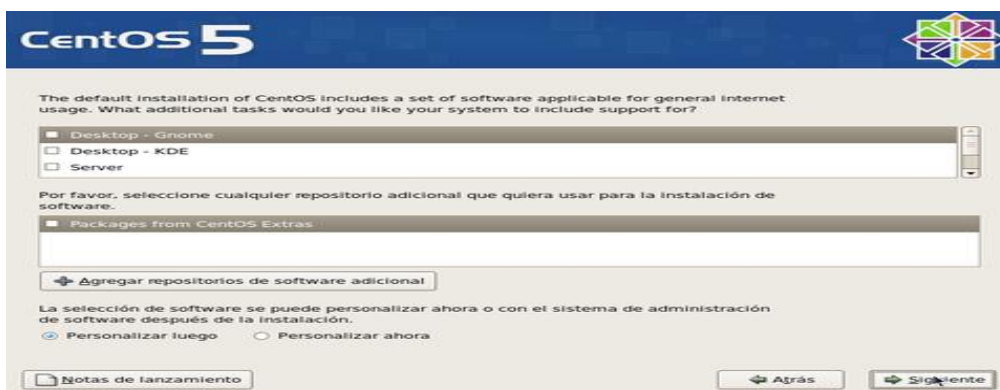 CentOS 5
The default installation of CentOS includes a set of software applicable for general internet
usage. What additional tasks would you like your system to include support for?
Desktop - Gnome
Desktop - KDE
Server
Por favor, seleccione cualquier repositorio adicional que quiera usar para la instalación de
software.
Packages from CentOS Extras
Agregar repositorios de software adicional
La selección de software se puede personalizar ahora o con el sistema de administración
de software después de la instalación.
Personalizar luego Personalizar ahora
Notas de lanzamiento Atrás Siguiente